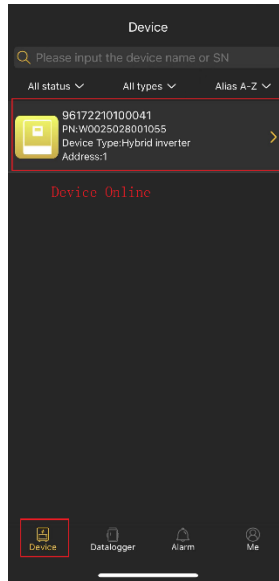 Device
Please input the device name or SN
All status All types Alias A-Z
96172210100041
PN:W0025028001055
Device Type:Hybrid inverter
Address:1
Device Online
Device Datalogger Alarm Me